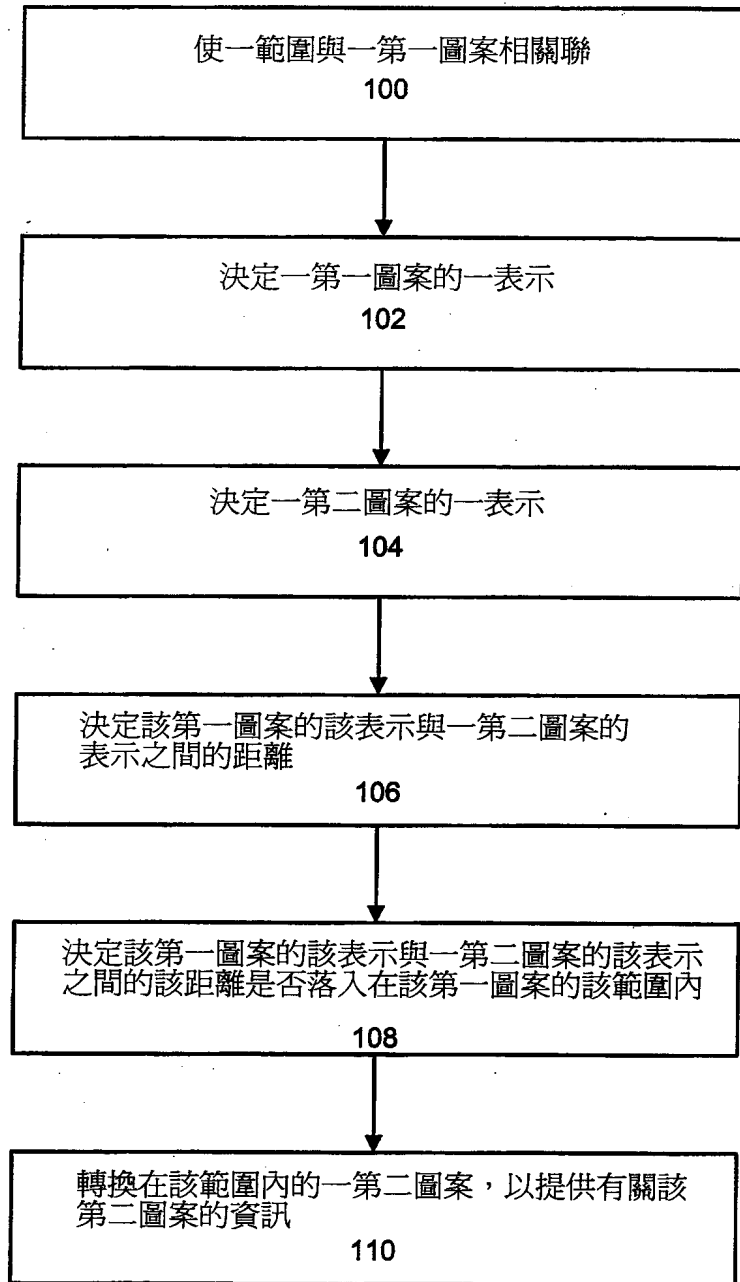 使一範圍與一第一圖案相關聯
100
決定一第一圖案的一表示
102
決定一第二圖案的一表示
104
決定該第一圖案的該表示與一第二圖案的
表示之間的距離
106
決定該第一圖案的該表示與一第二圖案的該表示
之間的該距離是否落入在該第一圖案的該範圍內
108
轉換在該範圍內的一第二圖案，以提供有關該
第二圖案的資訊
110